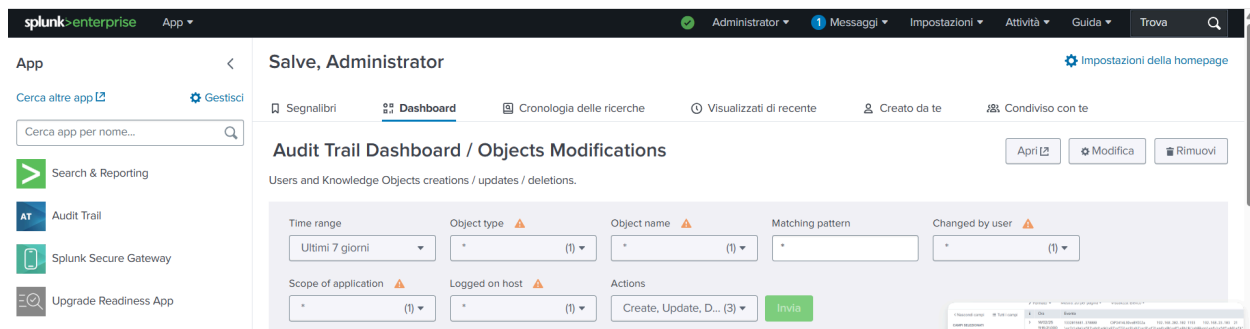 splunk>enterprise App Administrator 1 Messaggi Impostazioni Attività Guida Trova
App
Salve, Administrator
Impostazioni della homepage
Cerca altre app Gestisci
Segnalibri Dashboard Cronologia delle ricerche Visualizzati di recente Creato da te Condiviso con te
Cerca app per nome...
Audit Trail Dashboard / Objects Modifications
Apri Modifica Rimuovi
Search & Reporting
Users and Knowledge Objects creations / updates / deletions.
AT Audit Trail
Time range Object type Object name Matching pattern Changed by user
Ultimi 7 giorni * (1) * (1) * * (1)
Splunk Secure Gateway
Scope of application Logged on host Actions
Upgrade Readiness App
* (1) * (1) Create, Update, D... (3) Invia